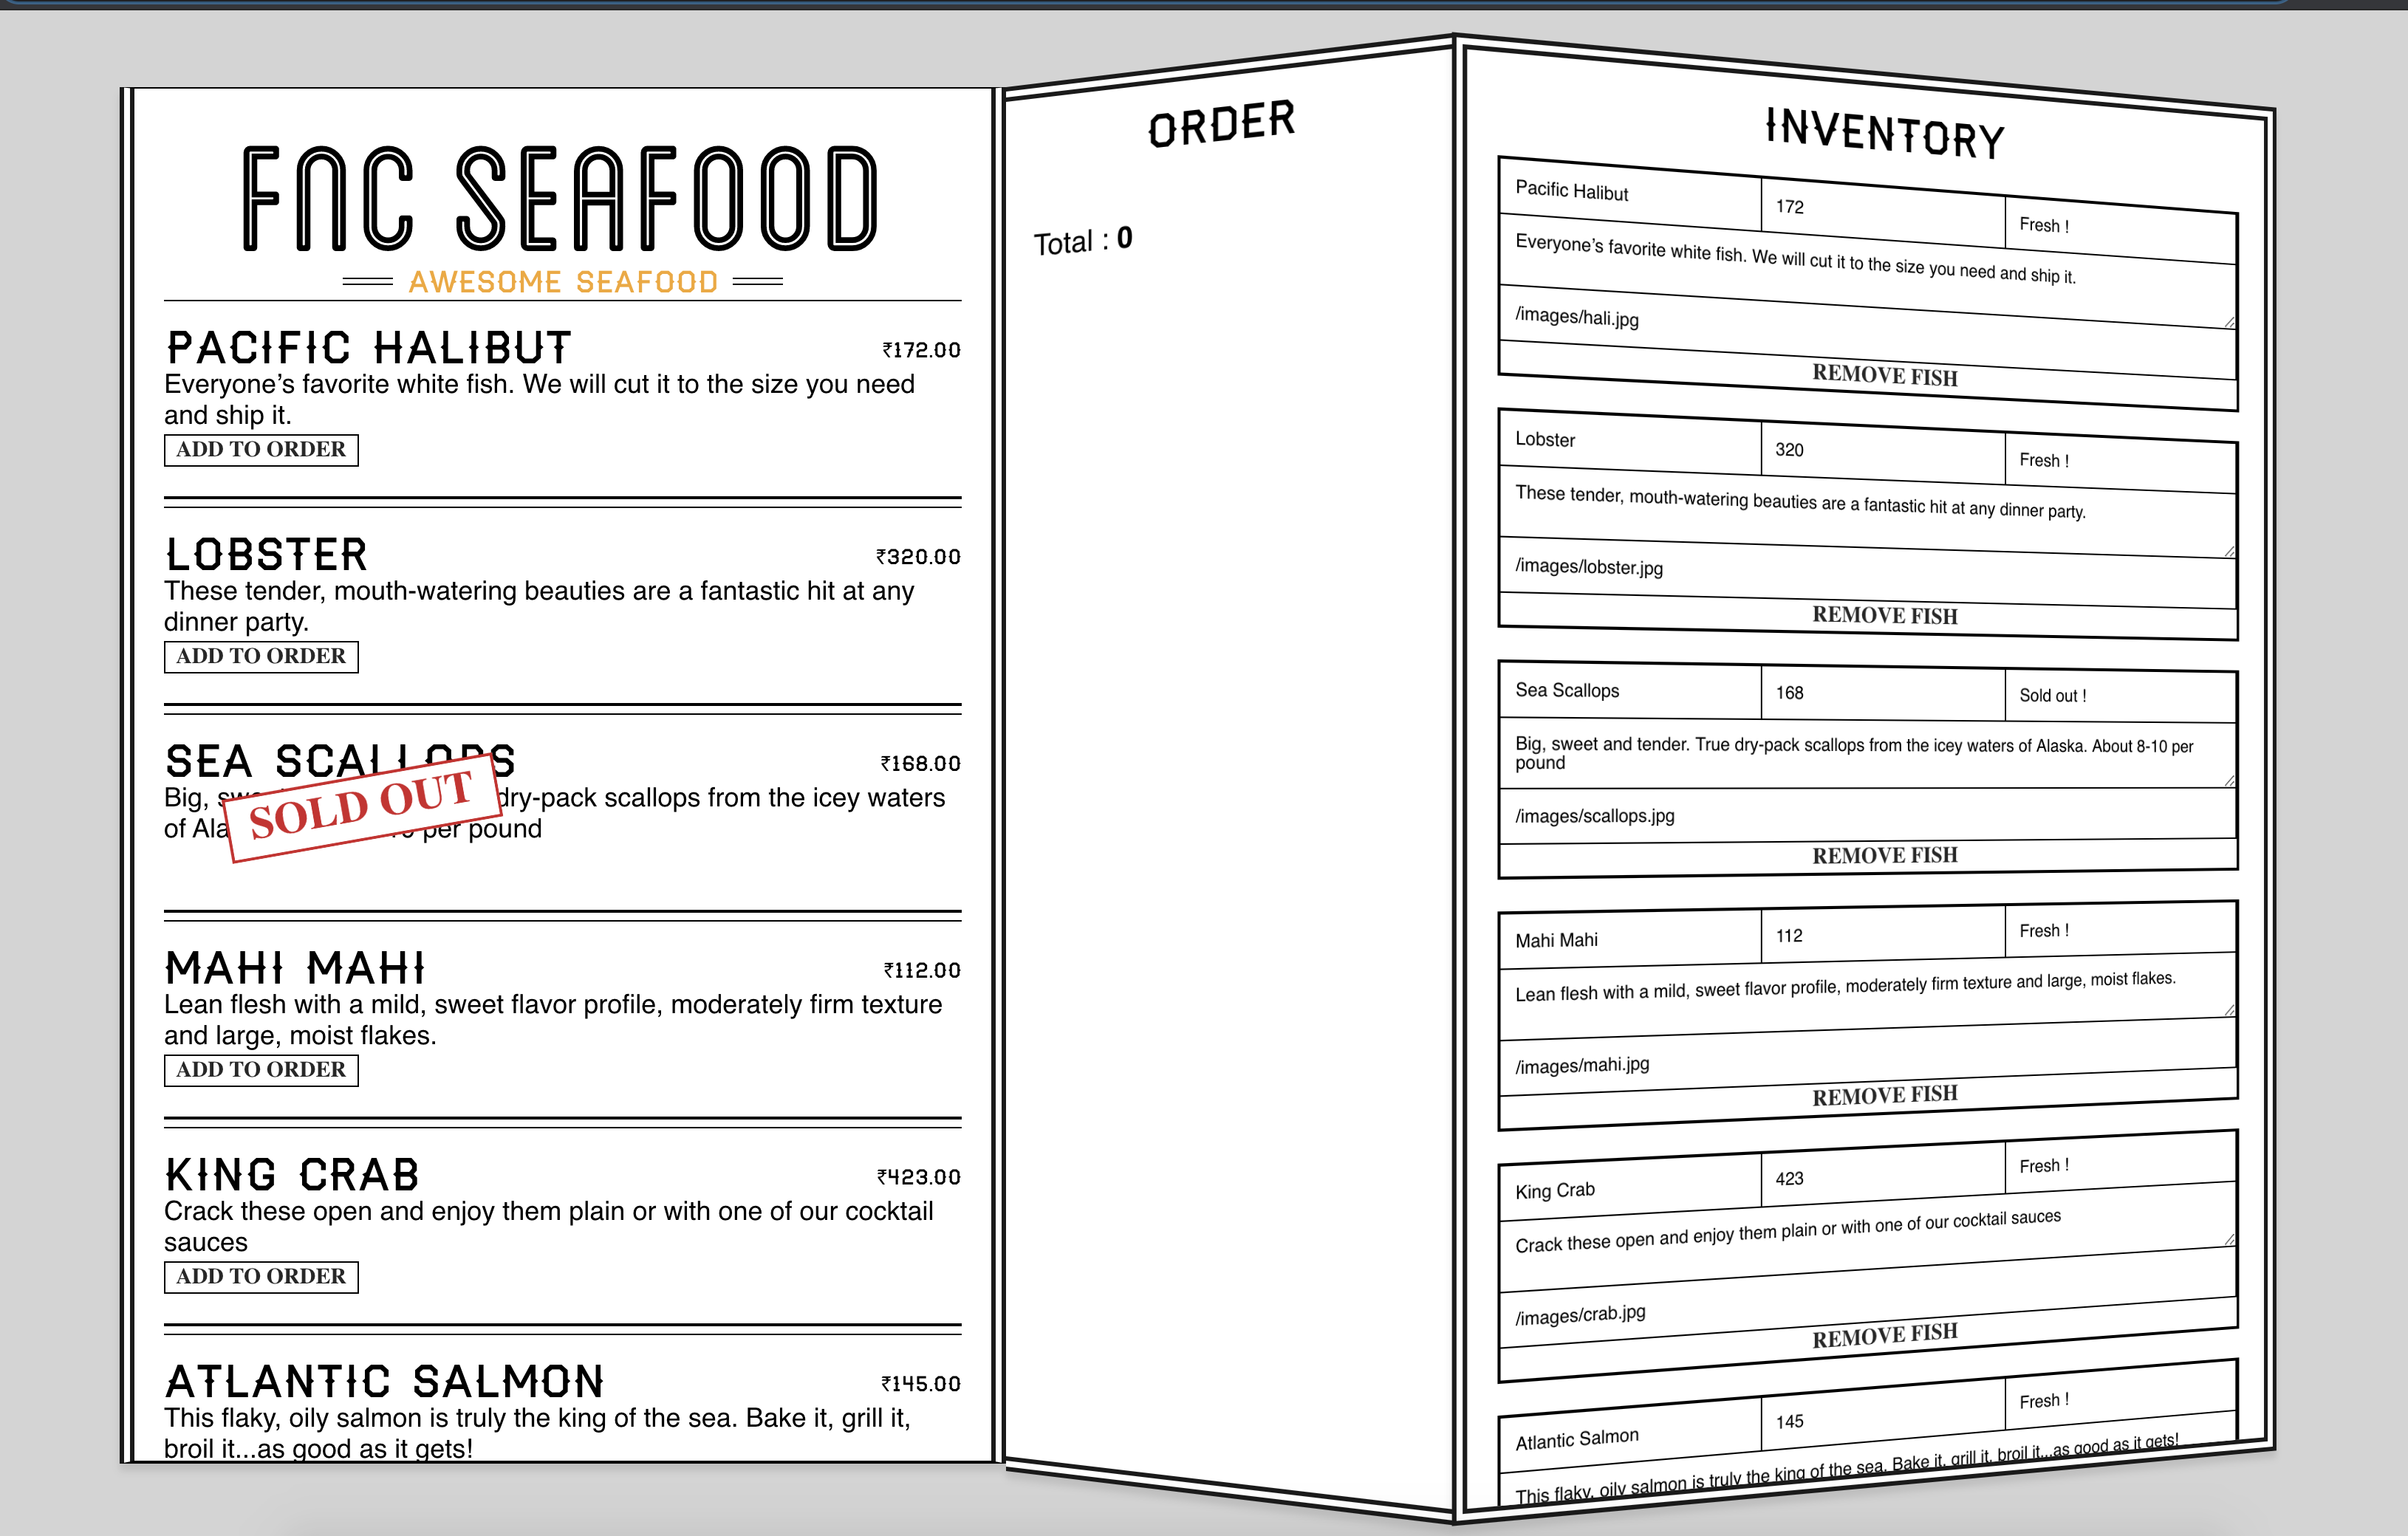 FNC SEAFOOD
AWESOME SEAFOOD
PACIFIC HALIBUT
₹172.00
Everyone’s favorite white fish. We will cut it to the size you need
and ship it.
ADD TO ORDER
LOBSTER
₹320.00
These tender, mouth-watering beauties are a fantastic hit at any
dinner party.
ADD TO ORDER
SEA SCALLOPS
₹168.00
Big, dry-pack scallops from the icey waters
of per pound
SOLD OUT
MAHI MAHI
₹112.00
Lean flesh with a mild, sweet flavor profile, moderately firm texture
and large, moist flakes.
ADD TO ORDER
KING CRAB
₹423.00
Crack these open and enjoy them plain or with one of our cocktail
sauces
ADD TO ORDER
ATLANTIC SALMON
₹145.00
This flaky, oily salmon is truly the king of the sea. Bake it, grill it,
broil it...as good as it gets!
ORDER
Total : 0
INVENTORY
Pacific Halibut
172
Fresh !
Everyone’s favorite white fish. We will cut it to the size you need and ship it.
/images/hali.jpg
REMOVE FISH
Lobster
320
Fresh !
These tender, mouth-watering beauties are a fantastic hit at any dinner party.
/images/lobster.jpg
REMOVE FISH
Sea Scallops
168
Sold out !
Big, sweet and tender. True dry-pack scallops from the icey waters of Alaska. About 8-10 per
pound
/images/scallops.jpg
REMOVE FISH
Mahi Mahi
112
Fresh !
Lean flesh with a mild, sweet flavor profile, moderately firm texture and large, moist flakes.
/images/mahi.jpg
REMOVE FISH
King Crab
423
Fresh !
Crack these open and enjoy them plain or with one of our cocktail sauces
/images/crab.jpg
REMOVE FISH
Atlantic Salmon
145
Fresh !
This flaky, oily salmon is truly the king of the sea. Bake it, grill it, broil it...as good as it gets!